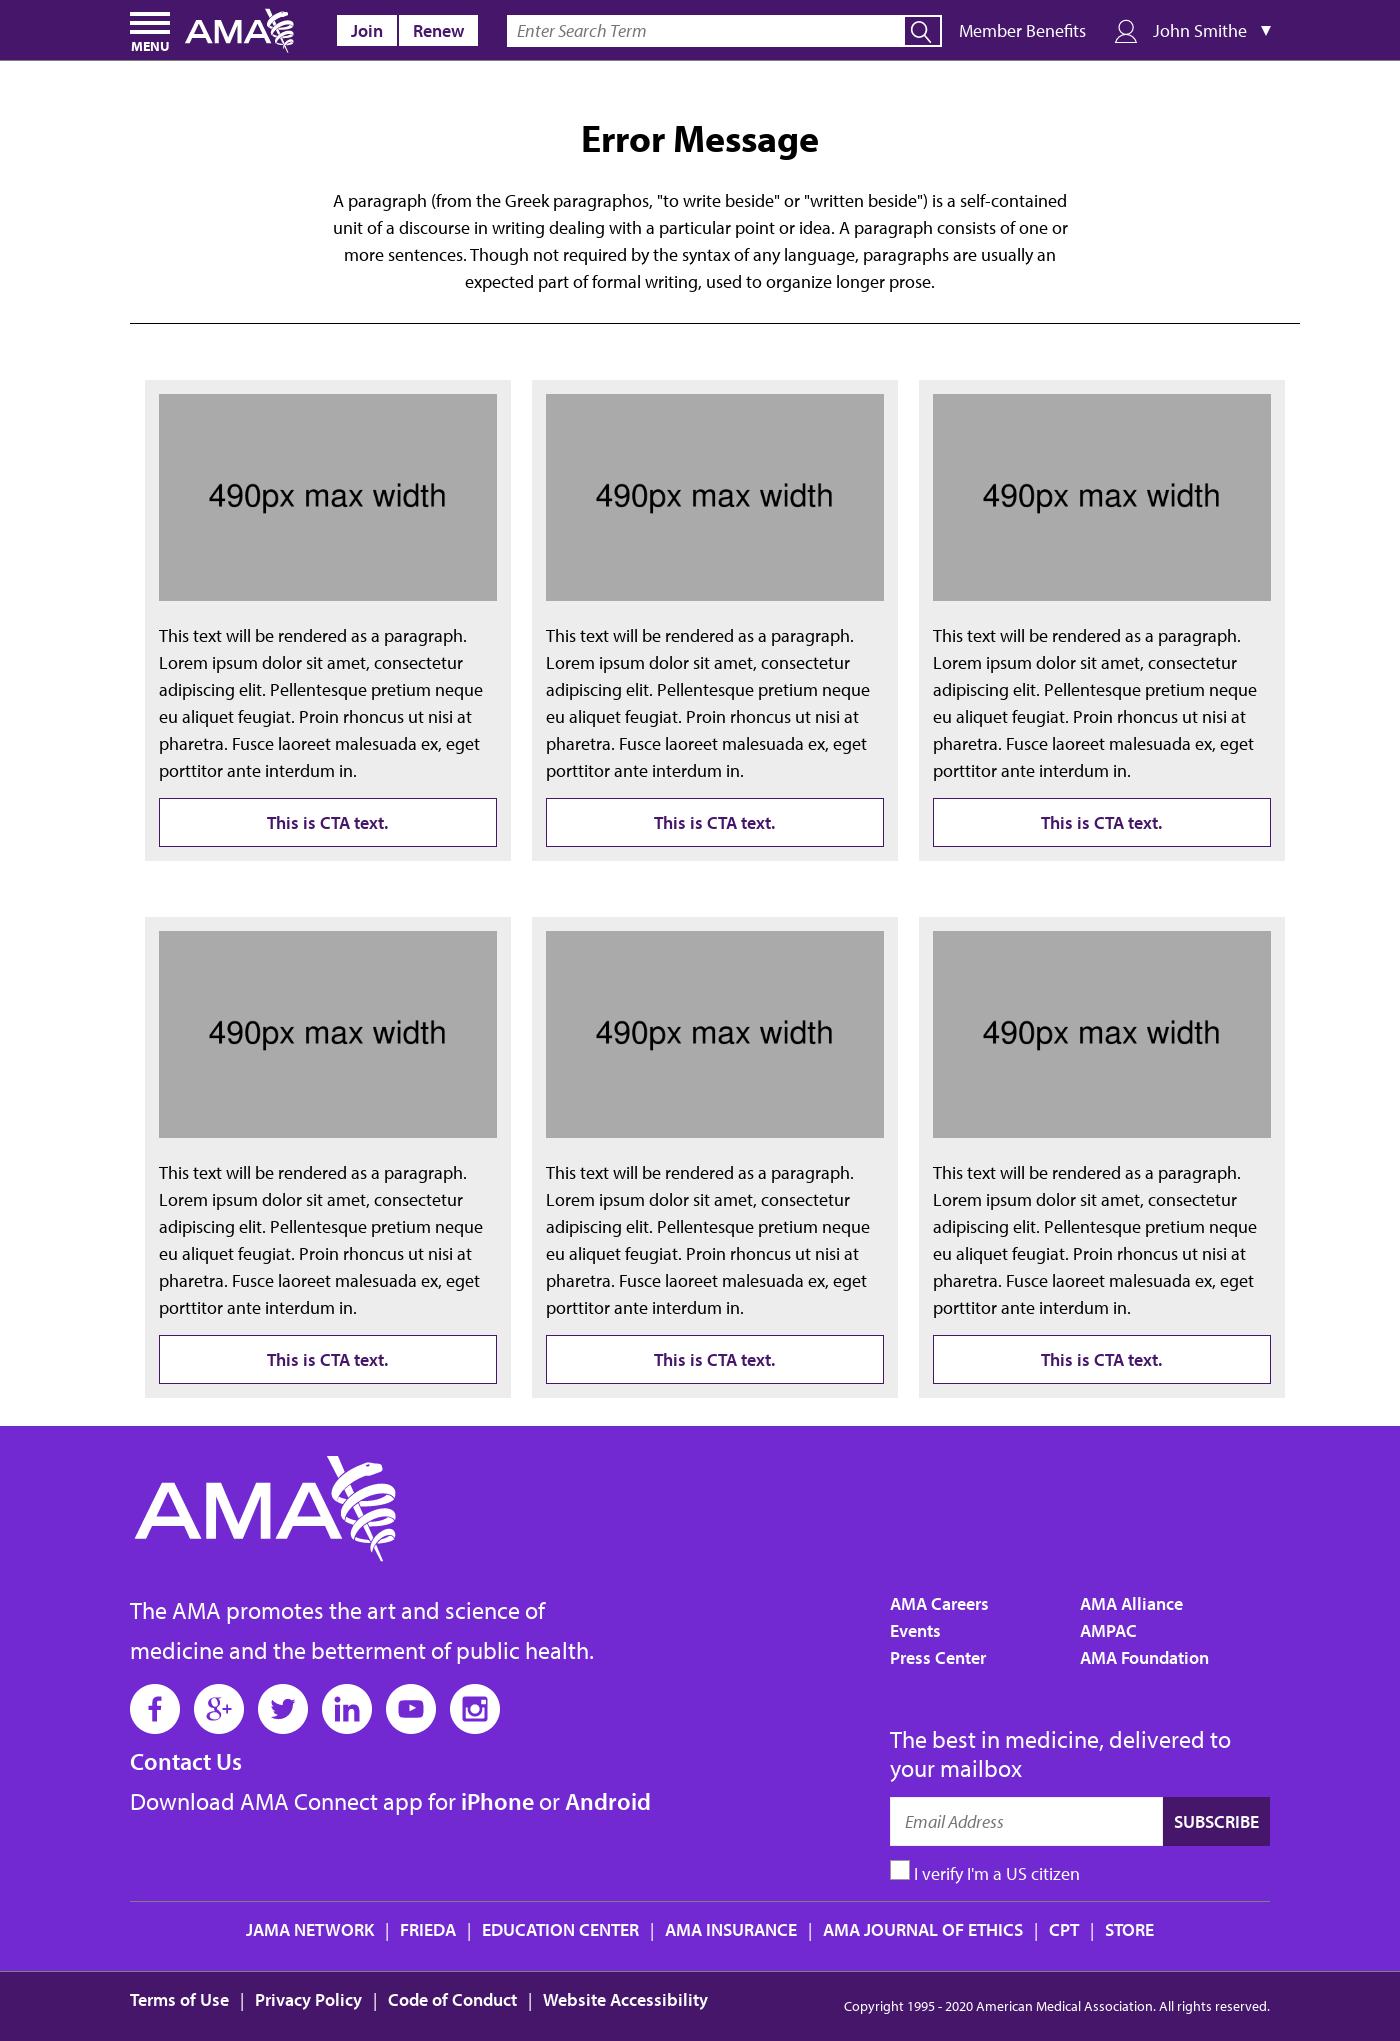 MENU
AMA
Join
Renew
Enter Search Term
Member Benefits
John Smithe ▼
Error Message
A paragraph (from the Greek paragraphos, "to write beside" or "written beside") is a self-contained
unit of a discourse in writing dealing with a particular point or idea. A paragraph consists of one or
more sentences. Though not required by the syntax of any language, paragraphs are usually an
expected part of formal writing, used to organize longer prose.
490px max width
This text will be rendered as a paragraph.
Lorem ipsum dolor sit amet, consectetur
adipiscing elit. Pellentesque pretium neque
eu aliquet feugiat. Proin rhoncus ut nisi at
pharetra. Fusce laoreet malesuada ex, eget
porttitor ante interdum in.
This is CTA text.
490px max width
This text will be rendered as a paragraph.
Lorem ipsum dolor sit amet, consectetur
adipiscing elit. Pellentesque pretium neque
eu aliquet feugiat. Proin rhoncus ut nisi at
pharetra. Fusce laoreet malesuada ex, eget
porttitor ante interdum in.
This is CTA text.
490px max width
This text will be rendered as a paragraph.
Lorem ipsum dolor sit amet, consectetur
adipiscing elit. Pellentesque pretium neque
eu aliquet feugiat. Proin rhoncus ut nisi at
pharetra. Fusce laoreet malesuada ex, eget
porttitor ante interdum in.
This is CTA text.
490px max width
This text will be rendered as a paragraph.
Lorem ipsum dolor sit amet, consectetur
adipiscing elit. Pellentesque pretium neque
eu aliquet feugiat. Proin rhoncus ut nisi at
pharetra. Fusce laoreet malesuada ex, eget
porttitor ante interdum in.
This is CTA text.
490px max width
This text will be rendered as a paragraph.
Lorem ipsum dolor sit amet, consectetur
adipiscing elit. Pellentesque pretium neque
eu aliquet feugiat. Proin rhoncus ut nisi at
pharetra. Fusce laoreet malesuada ex, eget
porttitor ante interdum in.
This is CTA text.
490px max width
This text will be rendered as a paragraph.
Lorem ipsum dolor sit amet, consectetur
adipiscing elit. Pellentesque pretium neque
eu aliquet feugiat. Proin rhoncus ut nisi at
pharetra. Fusce laoreet malesuada ex, eget
porttitor ante interdum in.
This is CTA text.
AMA
The AMA promotes the art and science of
medicine and the betterment of public health.
f g+ in
Contact Us
Download AMA Connect app for iPhone or Android
AMA Careers
Events
Press Center
AMA Alliance
AMPAC
AMA Foundation
The best in medicine, delivered to
your mailbox
Email Address
SUBSCRIBE
I verify I'm a US citizen
JAMA NETWORK | FRIEDA | EDUCATION CENTER | AMA INSURANCE | AMA JOURNAL OF ETHICS | CPT | STORE
Terms of Use | Privacy Policy | Code of Conduct | Website Accessibility
Copyright 1995 - 2020 American Medical Association. All rights reserved.